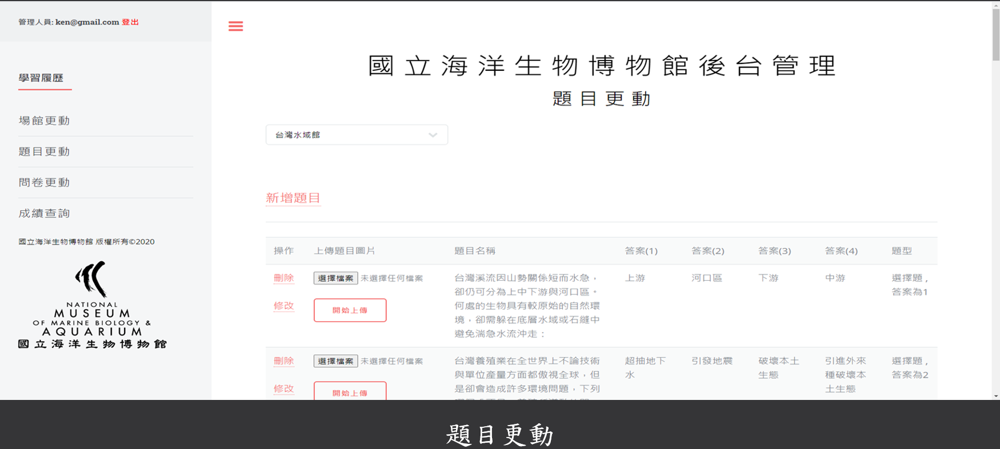 管理人員: ken@gmail.com 登出
學習履歷
場館更動
題目更動
問卷更動
成績查詢
國立海洋生物博物館 版權所有©2020
NATIONAL
MUSEUM
OF MARINE BIOLOGY &
AQUARIUM
國立海洋生物博物館
國立海洋生物博物館後台管理
題目更動
台灣水域館
新增題目
操作 上傳題目圖片 題目名稱 答案(1) 答案(2) 答案(3) 答案(4) 題型
刪除 選擇檔案 未選擇任何檔案 台灣溪流因山勢關係短而水急， 上游 河口區 下游 中游 選擇題，
卻仍可分為上中下游與河口區。 答案為1
修改 何處的生物具有較原始的自然環
開始上傳 境，卻需躲在底層水域或石縫中
避免湍急水流沖走：
刪除 選擇檔案 未選擇任何檔案 台灣養殖業在全世界上不論技術 超抽地下 引發地震 破壞本土 引進外來 選擇題，
與單位產量方面都傲視全球，但 水 生態 種破壞本 答案為2
修改 開始上傳 是卻會造成許多環境問題，下列 土生態
題目更動